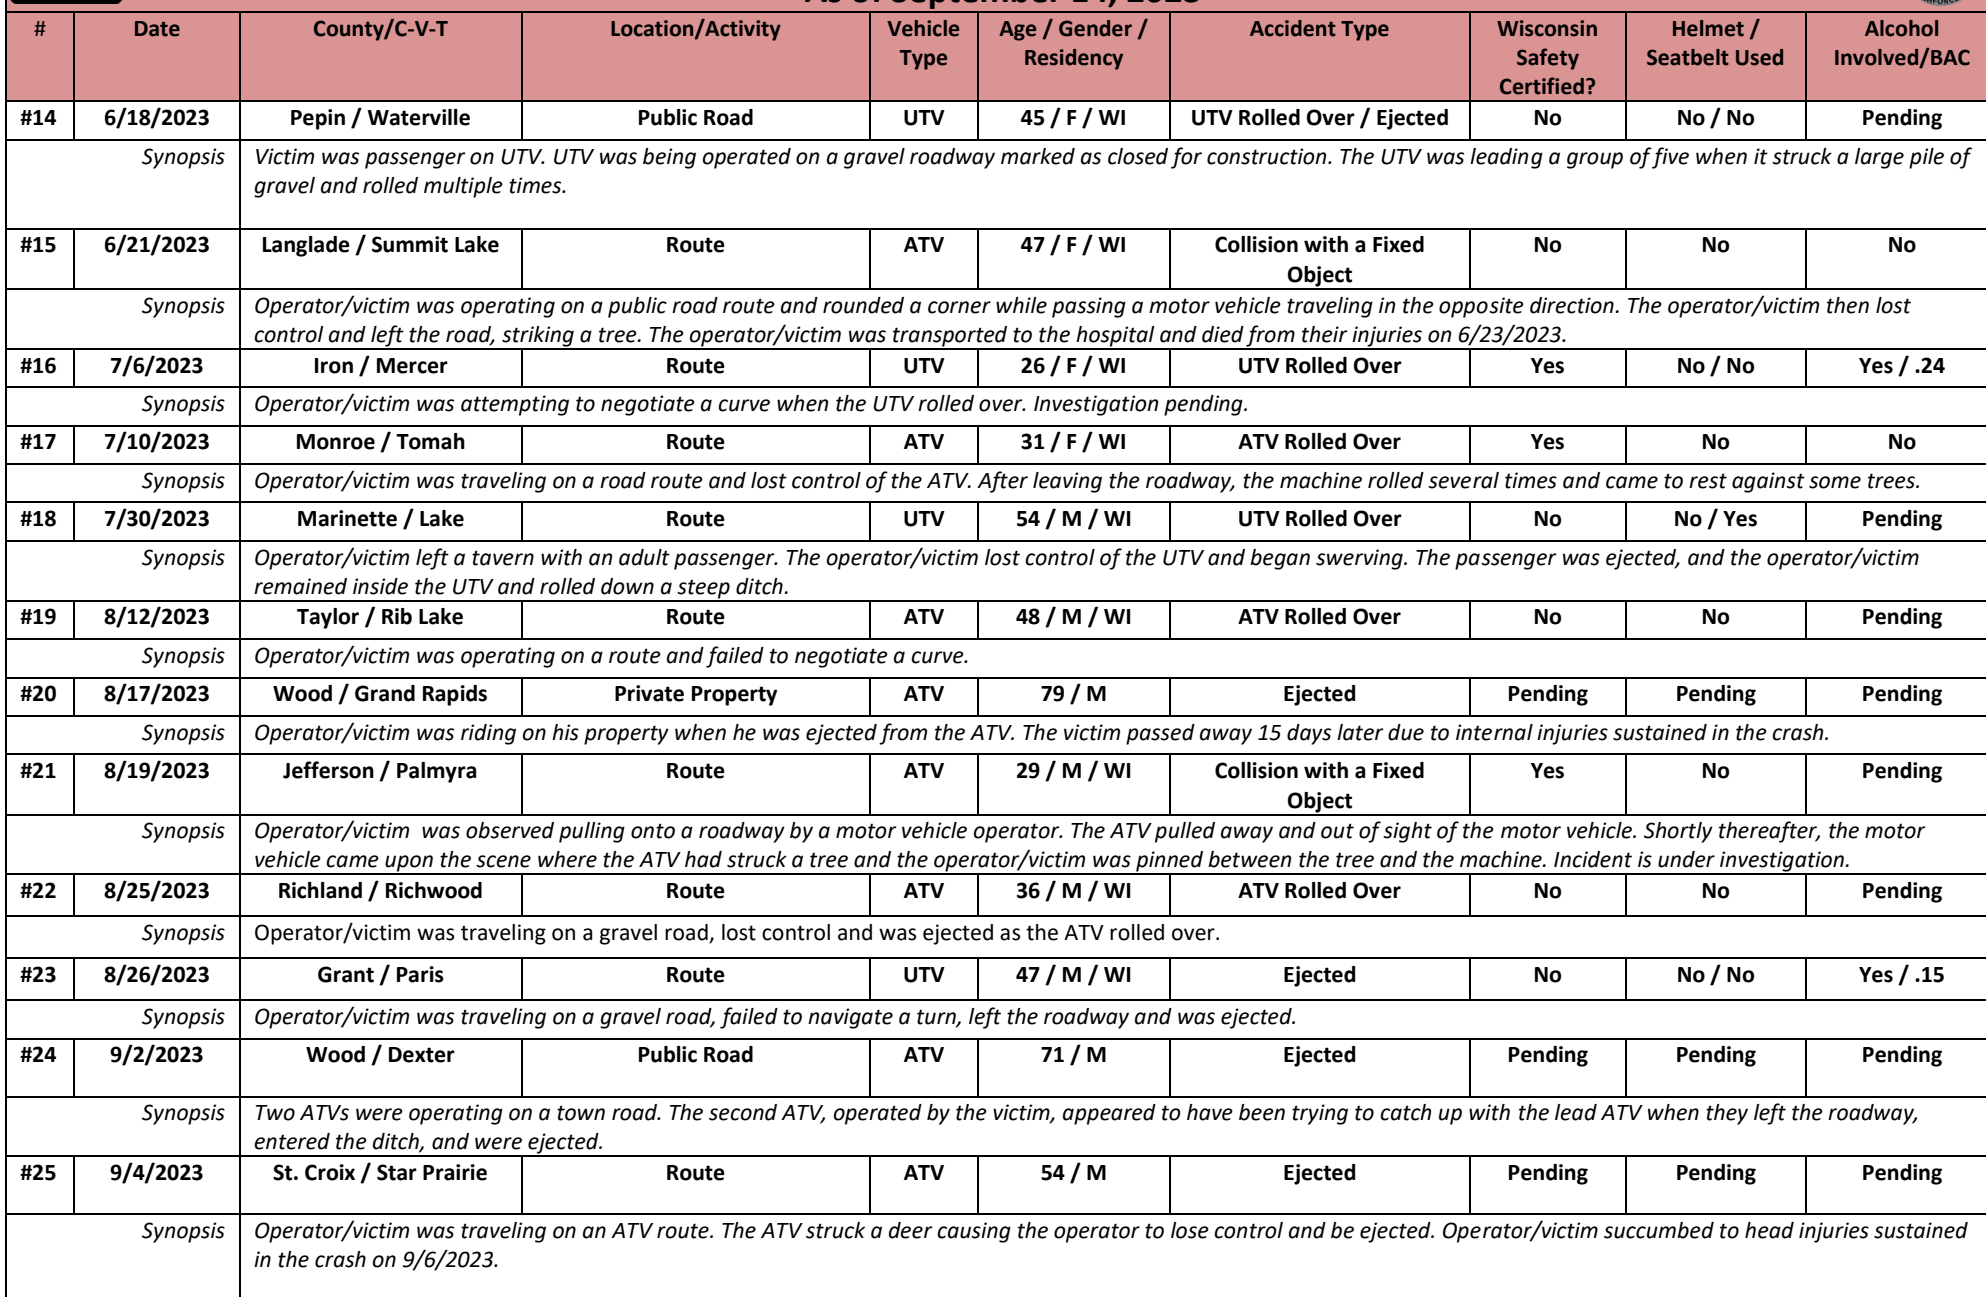 As of September 14, 2023
# Date County/C-V-T Location/Activity Vehicle Type Age / Gender / Residency Accident Type Wisconsin Safety Certified? Helmet / Seatbelt Used Alcohol Involved/BAC
#14 6/18/2023 Pepin / Waterville Public Road UTV 45 / F / WI UTV Rolled Over / Ejected No No / No Pending
Synopsis Victim was passenger on UTV. UTV was being operated on a gravel roadway marked as closed for construction. The UTV was leading a group of five when it struck a large pile of
gravel and rolled multiple times.
#15 6/21/2023 Langlade / Summit Lake Route ATV 47 / F / WI Collision with a Fixed Object No No No
Synopsis Operator/victim was operating on a public road route and rounded a corner while passing a motor vehicle traveling in the opposite direction. The operator/victim then lost
control and left the road, striking a tree. The operator/victim was transported to the hospital and died from their injuries on 6/23/2023.
#16 7/6/2023 Iron / Mercer Route UTV 26 / F / WI UTV Rolled Over Yes No / No Yes / .24
Synopsis Operator/victim was attempting to negotiate a curve when the UTV rolled over. Investigation pending.
#17 7/10/2023 Monroe / Tomah Route ATV 31 / F / WI ATV Rolled Over Yes No No
Synopsis Operator/victim was traveling on a road route and lost control of the ATV. After leaving the roadway, the machine rolled several times and came to rest against some trees.
#18 7/30/2023 Marinette / Lake Route UTV 54 / M / WI UTV Rolled Over No No / Yes Pending
Synopsis Operator/victim left a tavern with an adult passenger. The operator/victim lost control of the UTV and began swerving. The passenger was ejected, and the operator/victim
remained inside the UTV and rolled down a steep ditch.
#19 8/12/2023 Taylor / Rib Lake Route ATV 48 / M / WI ATV Rolled Over No No Pending
Synopsis Operator/victim was operating on a route and failed to negotiate a curve.
#20 8/17/2023 Wood / Grand Rapids Private Property ATV 79 / M Ejected Pending Pending Pending
Synopsis Operator/victim was riding on his property when he was ejected from the ATV. The victim passed away 15 days later due to internal injuries sustained in the crash.
#21 8/19/2023 Jefferson / Palmyra Route ATV 29 / M / WI Collision with a Fixed Object Yes No Pending
Synopsis Operator/victim was observed pulling onto a roadway by a motor vehicle operator. The ATV pulled away and out of sight of the motor vehicle. Shortly thereafter, the motor
vehicle came upon the scene where the ATV had struck a tree and the operator/victim was pinned between the tree and the machine. Incident is under investigation.
#22 8/25/2023 Richland / Richwood Route ATV 36 / M / WI ATV Rolled Over No No Pending
Synopsis Operator/victim was traveling on a gravel road, lost control and was ejected as the ATV rolled over.
#23 8/26/2023 Grant / Paris Route UTV 47 / M / WI Ejected No No / No Yes / .15
Synopsis Operator/victim was traveling on a gravel road, failed to navigate a turn, left the roadway and was ejected.
#24 9/2/2023 Wood / Dexter Public Road ATV 71 / M Ejected Pending Pending Pending
Synopsis Two ATVs were operating on a town road. The second ATV, operated by the victim, appeared to have been trying to catch up with the lead ATV when they left the roadway,
entered the ditch, and were ejected.
#25 9/4/2023 St. Croix / Star Prairie Route ATV 54 / M Ejected Pending Pending Pending
Synopsis Operator/victim was traveling on an ATV route. The ATV struck a deer causing the operator to lose control and be ejected. Operator/victim succumbed to head injuries sustained
in the crash on 9/6/2023.